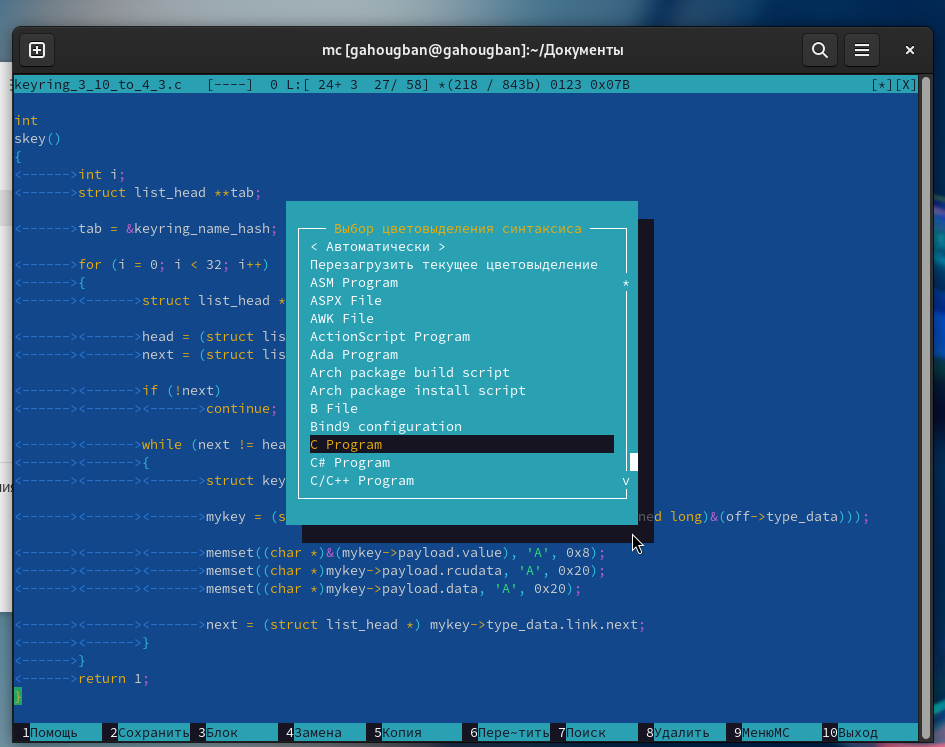 mc [gahougban@gahougban]:~/Документы
keyring_3_10_to_4_3.c   [----]  0 L:[ 24+ 3  27/ 58] *(218 / 843b) 0123 0x07B   [*][X]
int
skey()
{
<------>int i;
<------>struct list_head **tab;
<------>tab = &keyring_name_hash;
<------>for (i = 0; i < 32; i++)
<------>{
<------><------>struct list_head *
<------><------>head = (struct lis
<------><------>next = (struct lis
<------><------>if (!next)
<------><------><------>continue;
<------><------>while (next != hea
<------><------>{
<------><------><------>struct key
<------><------><------>mykey = (s   ned long)&(off->type_data)));
<------><------><------>memset((char *)&(mykey->payload.value), 'A', 0x8);
<------><------><------>memset((char *)mykey->payload.rcudata, 'A', 0x20);
<------><------><------>memset((char *)mykey->payload.data, 'A', 0x20);
<------><------><------>next = (struct list_head *) mykey->type_data.link.next;
<------><------>}
<------>}
<------>return 1;
}
Выбор цветовыделения синтаксиса
< Автоматически >
Перезагрузить текущее цветовыделение
ASM Program
ASPX File
AWK File
ActionScript Program
Ada Program
Arch package build script
Arch package install script
B File
Bind9 configuration
C Program
C# Program
C/C++ Program
1Помощь 2Сохранить 3Блок 4Замена 5Копия 6Пере~тить 7Поиск 8Удалить 9МенюМС 10Выход